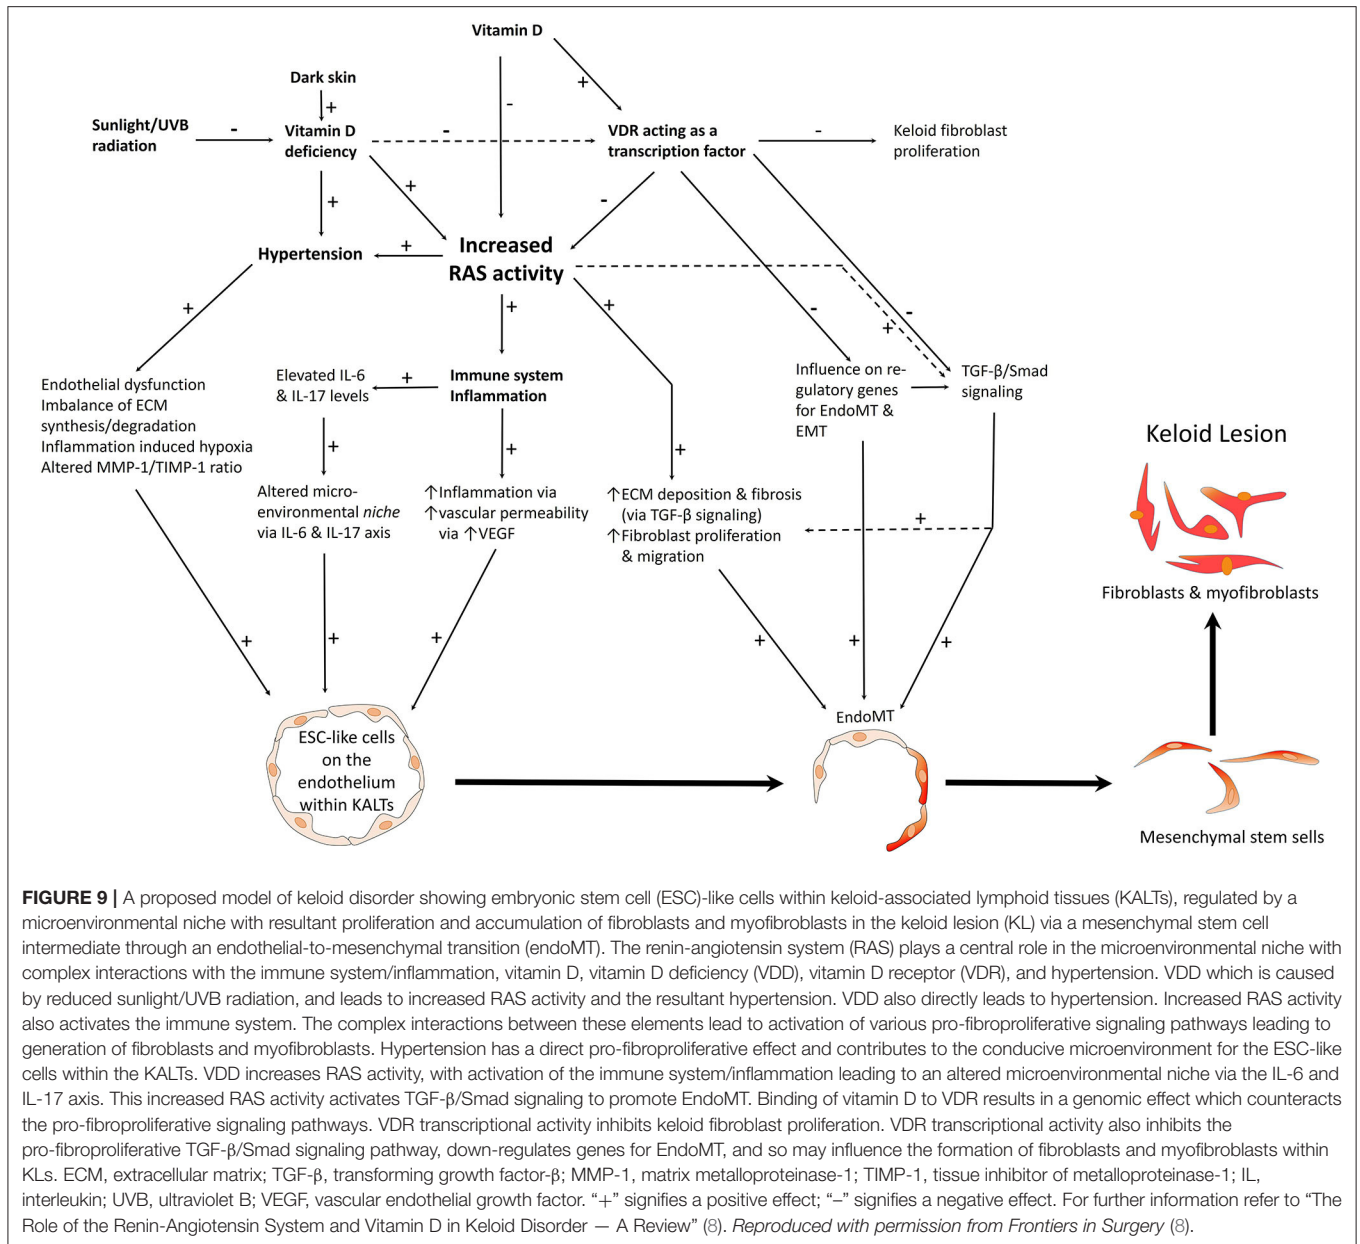 Vitamin D
Dark skin
+
+
-
Sunlight/UVB
radiation
-
Vitamin D
deficiency
-
VDR acting as a
transcription factor
-
Keloid fibroblast
proliferation
+
+
-
Hypertension
+
Increased
RAS activity
+
+
+
-
-
+
Endothelial dysfunction
Imbalance of ECM
synthesis/degradation
Inflammation induced hypoxia
Altered MMP-1/TIMP-1 ratio
Elevated IL-6
& IL-17 levels
+
Immune system
Inflammation
Influence on re-
gulatory genes
for EndoMT &
EMT
TGF-β/Smad
signaling
+
+
+
Altered micro-
environmental niche
via IL-6 & IL-17 axis
↑Inflammation via
↑vascular permeability
via ↑VEGF
↑ECM deposition & fibrosis
(via TGF-β signaling)
↑Fibroblast proliferation
& migration
+
Keloid Lesion
Fibroblasts & myofibroblasts
+
+
+
+
+
+
ESC-like cells
on the
endothelium
within KALTs
EndoMT
Mesenchymal stem sells
FIGURE 9 | A proposed model of keloid disorder showing embryonic stem cell (ESC)-like cells within keloid-associated lymphoid tissues (KALTs), regulated by a
microenvironmental niche with resultant proliferation and accumulation of fibroblasts and myofibroblasts in the keloid lesion (KL) via a mesenchymal stem cell
intermediate through an endothelial-to-mesenchymal transition (endoMT). The renin-angiotensin system (RAS) plays a central role in the microenvironmental niche with
complex interactions with the immune system/inflammation, vitamin D, vitamin D deficiency (VDD), vitamin D receptor (VDR), and hypertension. VDD which is caused
by reduced sunlight/UVB radiation, and leads to increased RAS activity and the resultant hypertension. VDD also directly leads to hypertension. Increased RAS activity
also activates the immune system. The complex interactions between these elements lead to activation of various pro-fibroproliferative signaling pathways leading to
generation of fibroblasts and myofibroblasts. Hypertension has a direct pro-fibroproliferative effect and contributes to the conducive microenvironment for the ESC-like
cells within the KALTs. VDD increases RAS activity, with activation of the immune system/inflammation leading to an altered microenvironmental niche via the IL-6 and
IL-17 axis. This increased RAS activity activates TGF-β/Smad signaling to promote EndoMT. Binding of vitamin D to VDR results in a genomic effect which counteracts
the pro-fibroproliferative signaling pathways. VDR transcriptional activity inhibits keloid fibroblast proliferation. VDR transcriptional activity also inhibits the
pro-fibroproliferative TGF-β/Smad signaling pathway, down-regulates genes for EndoMT, and so may influence the formation of fibroblasts and myofibroblasts within
KLs. ECM, extracellular matrix; TGF-β, transforming growth factor-β; MMP-1, matrix metalloproteinase-1; TIMP-1, tissue inhibitor of metalloproteinase-1; IL,
interleukin; UVB, ultraviolet B; VEGF, vascular endothelial growth factor. “+” signifies a positive effect; “–” signifies a negative effect. For further information refer to “The
Role of the Renin-Angiotensin System and Vitamin D in Keloid Disorder — A Review” (8). Reproduced with permission from Frontiers in Surgery (8).